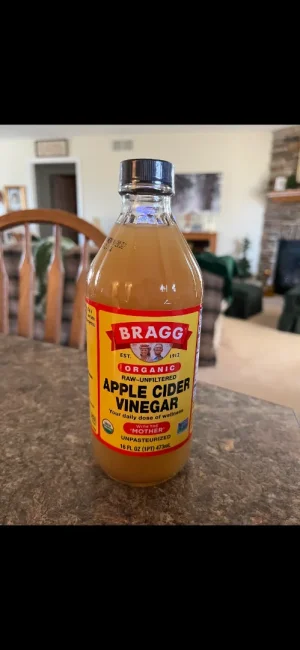 BRAGG
EST. 1912
ORGANIC
RAW-UNFILTERED
APPLE CIDER
VINEGAR
Your daily dose of wellness
WITH THE
"MOTHER"
UNPASTEURIZED
16 FL OZ (1PT) 473mL